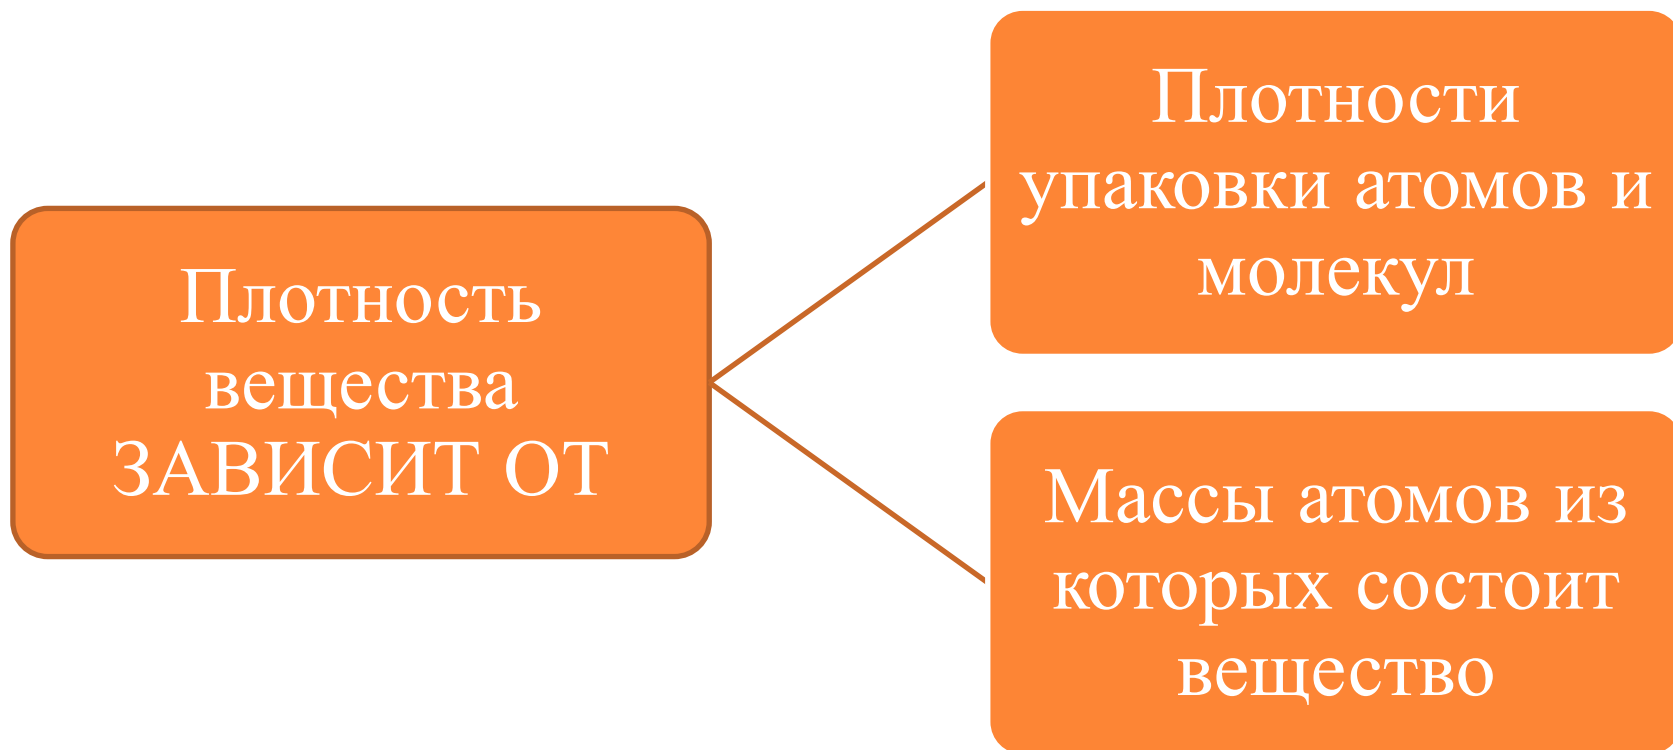 Плотность
вещества
ЗАВИСИТ ОТ
Плотности
упаковки атомов и
молекул
Массы атомов из
которых состоит
вещество